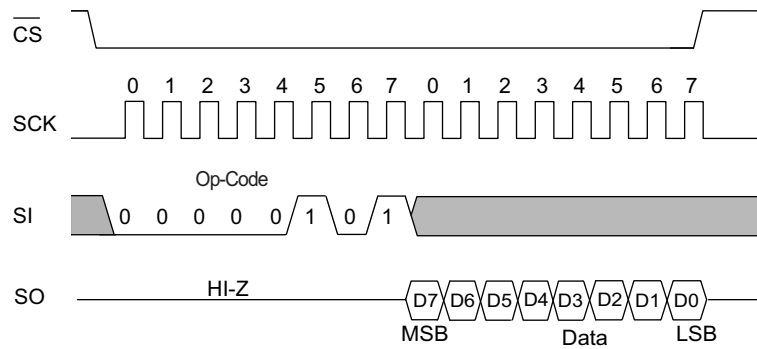 CS
0 1 2 3 4 5 6 7 0 1 2 3 4 5 6 7
SCK
Op-Code
SI 0 0 0 0 0 1 0 1
HI-Z
SO D7 D6 D5 D4 D3 D2 D1 D0
MSB Data LSB